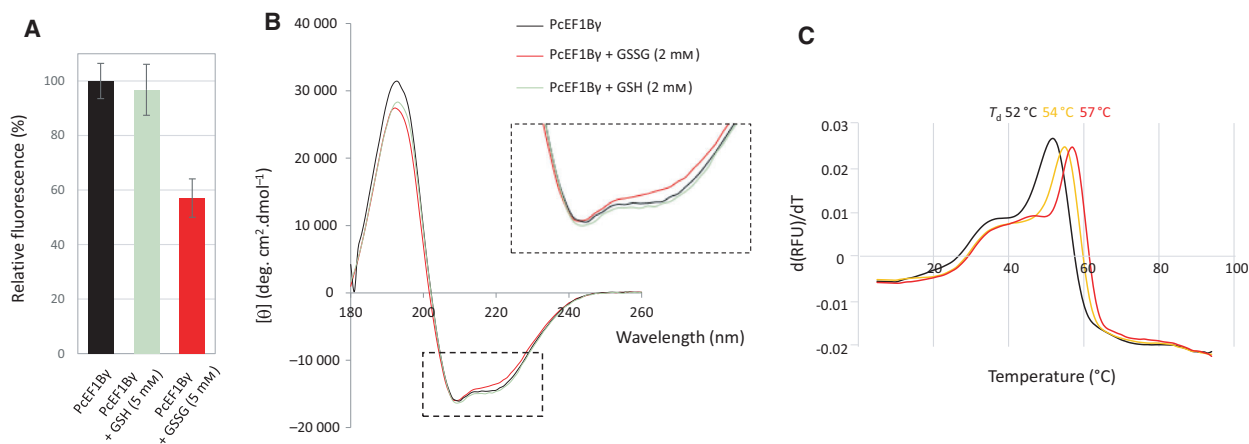 A
Relative fluorescence (%)
100
80
60
40
20
0
PcEF1Bγ
PcEF1Bγ
+ GSH (5 mM)
PcEF1Bγ
+ GSSG (5 mM)
B
[θ] (deg. cm².dmol⁻¹)
40 000
30 000
20 000
10 000
0
−10 000
−20 000
180
200
220
240
260
Wavelength (nm)
PcEF1Bγ
PcEF1Bγ + GSSG (2 mM)
PcEF1Bγ + GSH (2 mM)
C
Td 52 °C 54 °C 57 °C
d(RFU)/dT
0.03
0.02
0.01
0
-0.01
-0.02
20
40
60
80
100
Temperature (°C)